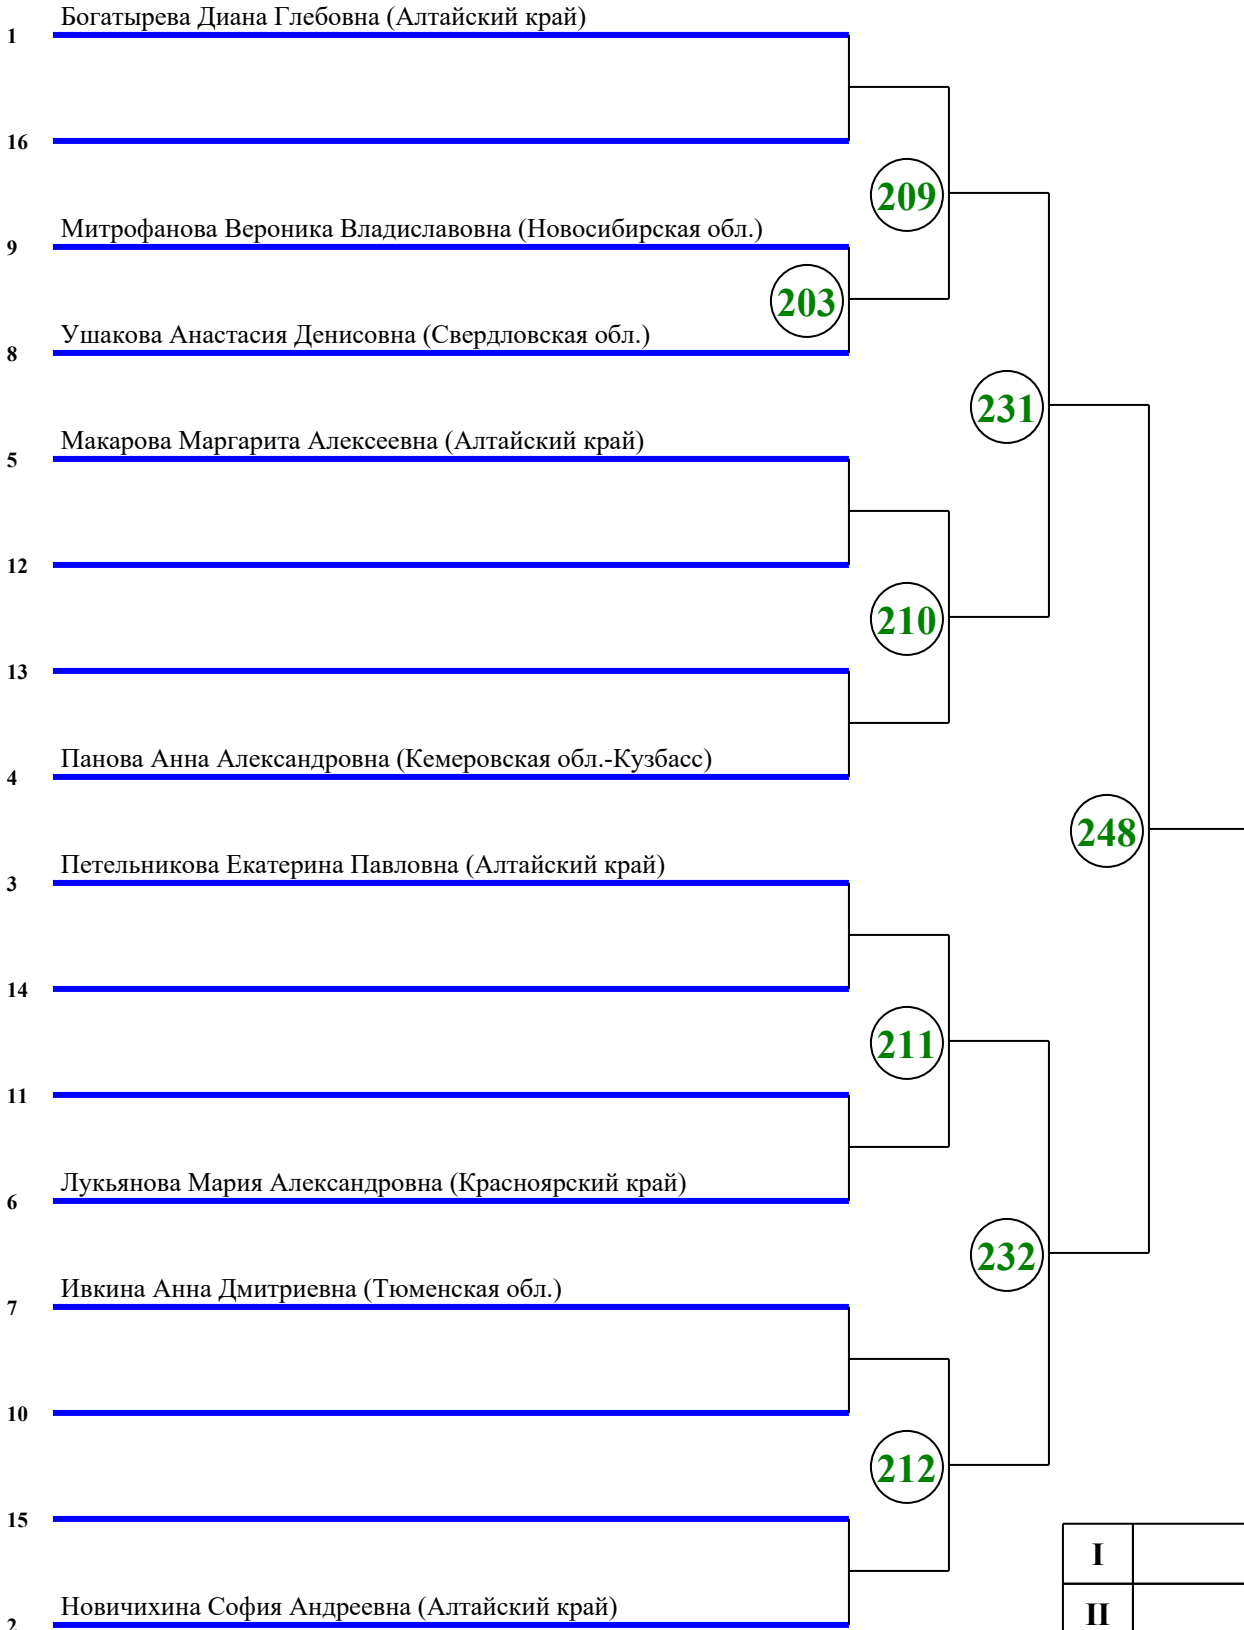 Богатырева Диана Глебовна (Алтайский край)
1
16
209
Митрофанова Вероника Владиславовна (Новосибирская обл.)
9
203
Ушакова Анастасия Денисовна (Свердловская обл.)
8
231
Макарова Маргарита Алексеевна (Алтайский край)
5
12
210
13
Панова Анна Александровна (Кемеровская обл.-Кузбасс)
4
248
Петельникова Екатерина Павловна (Алтайский край)
3
14
211
11
Лукьянова Мария Александровна (Красноярский край)
6
232
Ивкина Анна Дмитриевна (Тюменская обл.)
7
10
212
15
I
Новичихина София Андреевна (Алтайский край)
2
II